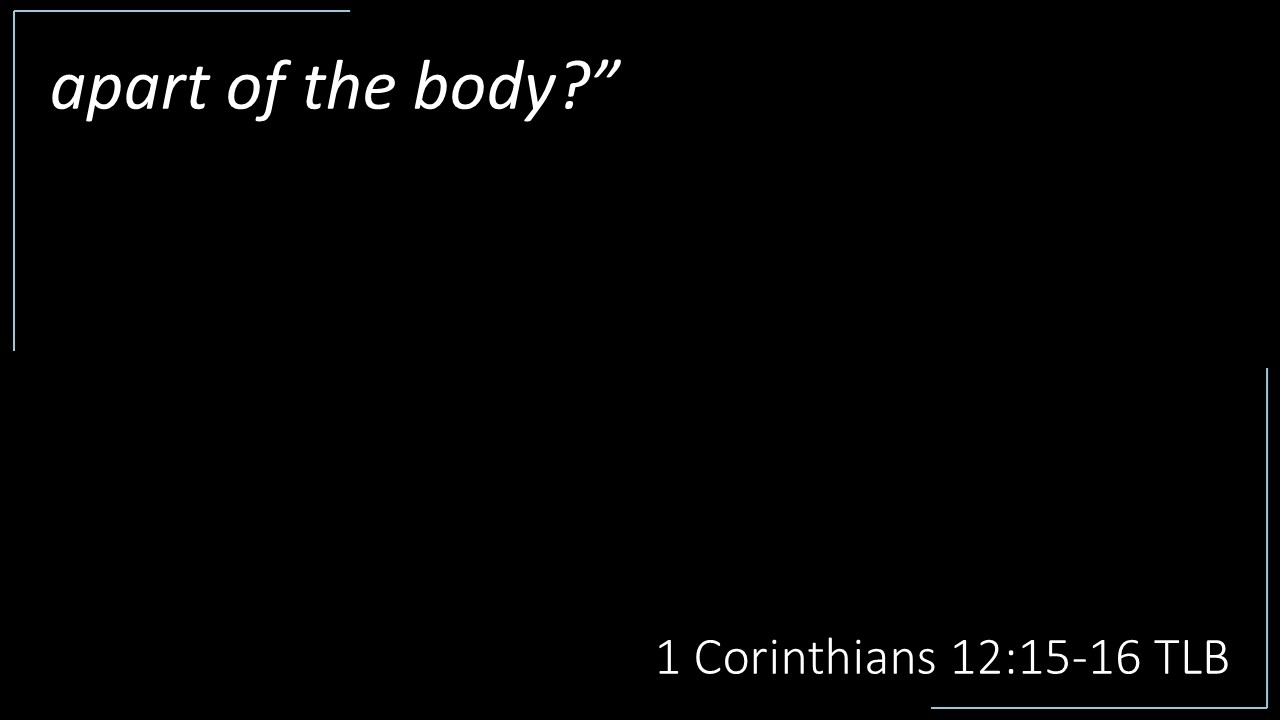 apart of the body?”
1 Corinthians 12:15-16 TLB